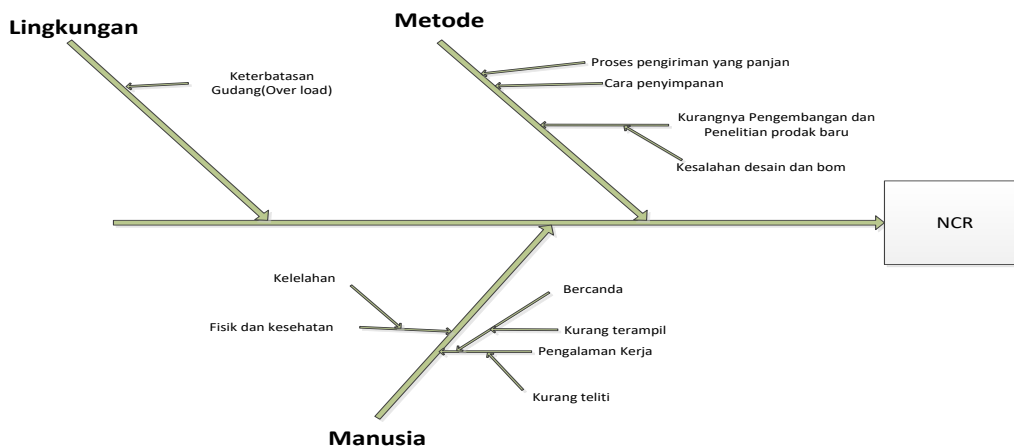 Lingkungan
Metode
Keterbatasan
Gudang(Over load)
Proses pengiriman yang panjan
Cara penyimpanan
Kurangnya Pengembangan dan
Penelitian prodak baru
Kesalahan desain dan bom
NCR
Kelelahan
Fisik dan kesehatan
Bercanda
Kurang terampil
Pengalaman Kerja
Kurang teliti
Manusia